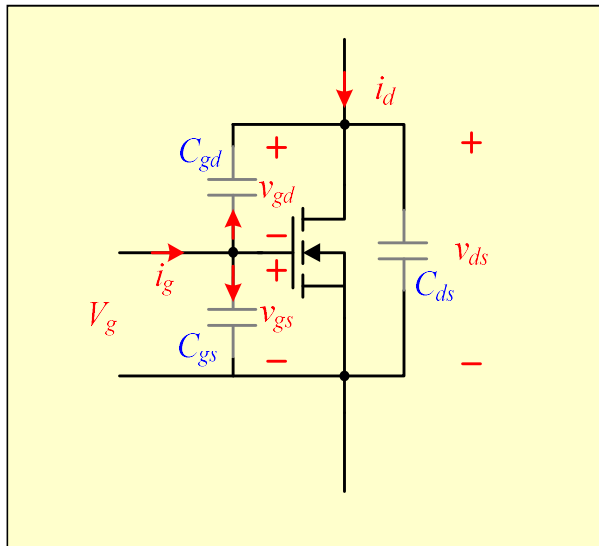 i_d
+
+
C_gd
v_gd
−
+
v_ds
i_g
C_ds
V_g
v_gs
C_gs
−
−